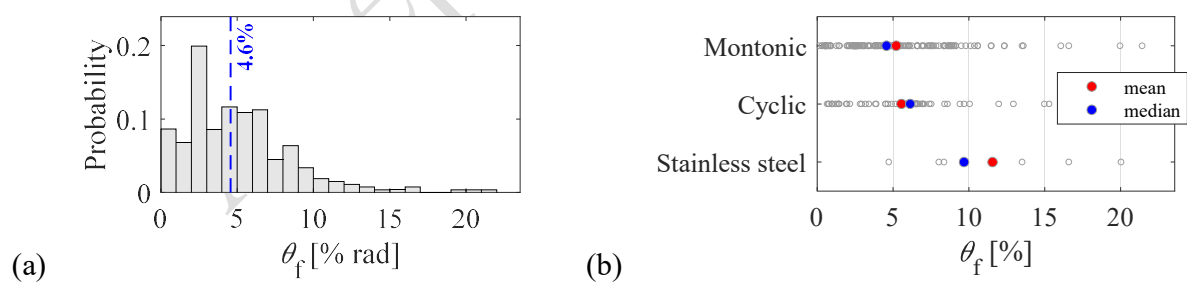 (a)
Probability
0.2
0.1
0
4.6%
0 5 10 15 20
θf [% rad]
(b)
Montonic
Cyclic
Stainless steel
mean
median
0 5 10 15 20
θf [%]